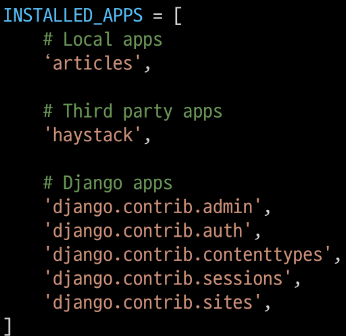 INSTALLED_APPS = [
    # Local apps
    ‘articles',

    # Third party apps
    'haystack',

    # Django apps
    'django.contrib.admin',
    'django.contrib.auth',
    'django.contrib.contenttypes',
    'django.contrib.sessions',
    'django.contrib.sites',
]